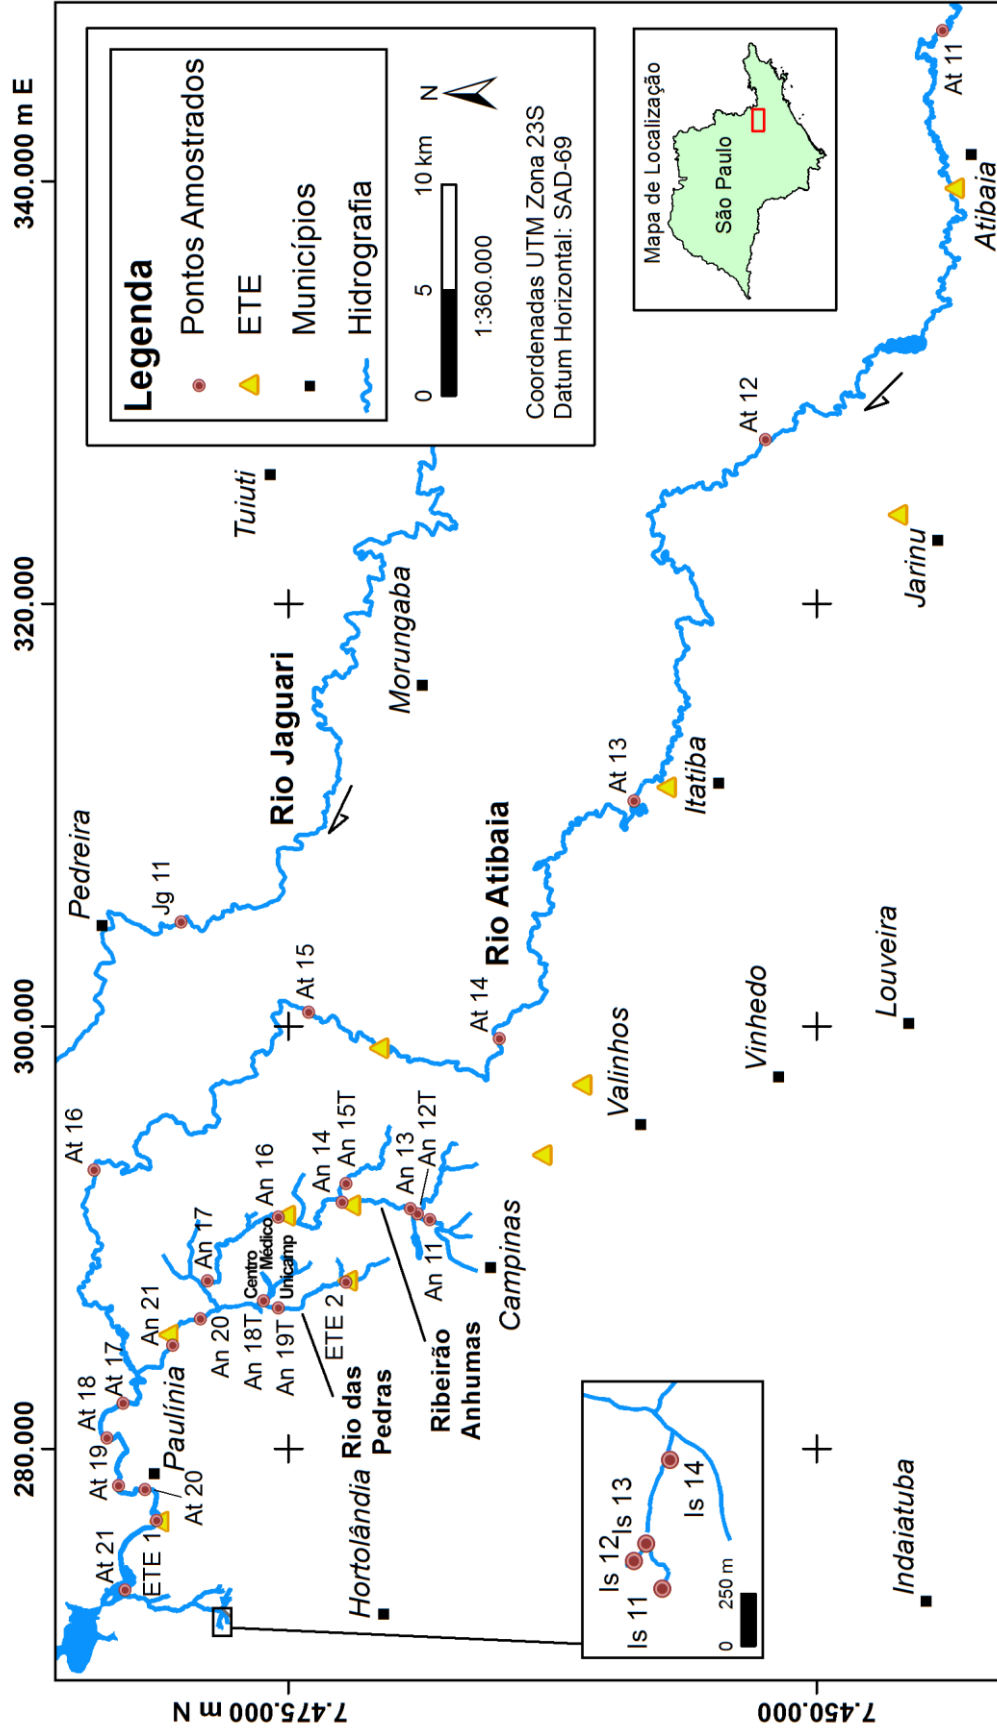 280.000
300.000
320.000
340.000 m E
7.475.000 m N
7.450.000
Legenda
Pontos Amostrados
ETE
Municípios
Hidrografia
0
5
10 km
N
1:360.000
Coordenadas UTM Zona 23S
Datum Horizontal: SAD-69
Mapa de Localização
São Paulo
Pedreira
Jg 11
Rio Jaguari
Tuiuti
Morungaba
At 16
At 15
At 14
Rio Atibaia
At 13
Itatiba
At 12
Jarinu
At 11
Atibaia
At 21
ETE 1
At 19
At 18
At 17
At 20
Paulínia
An 21
An 20
An 17
An 16
Centro
Médico
Unicamp
An 18T
An 19T
ETE 2
An 14
An 15T
An 13
An 12T
An 11
Rio das
Pedras
Ribeirão
Anhumas
Campinas
Valinhos
Vinhedo
Louveira
Hortolândia
Indaiatuba
Is 11
Is 12
Is 13
Is 14
0
250 m